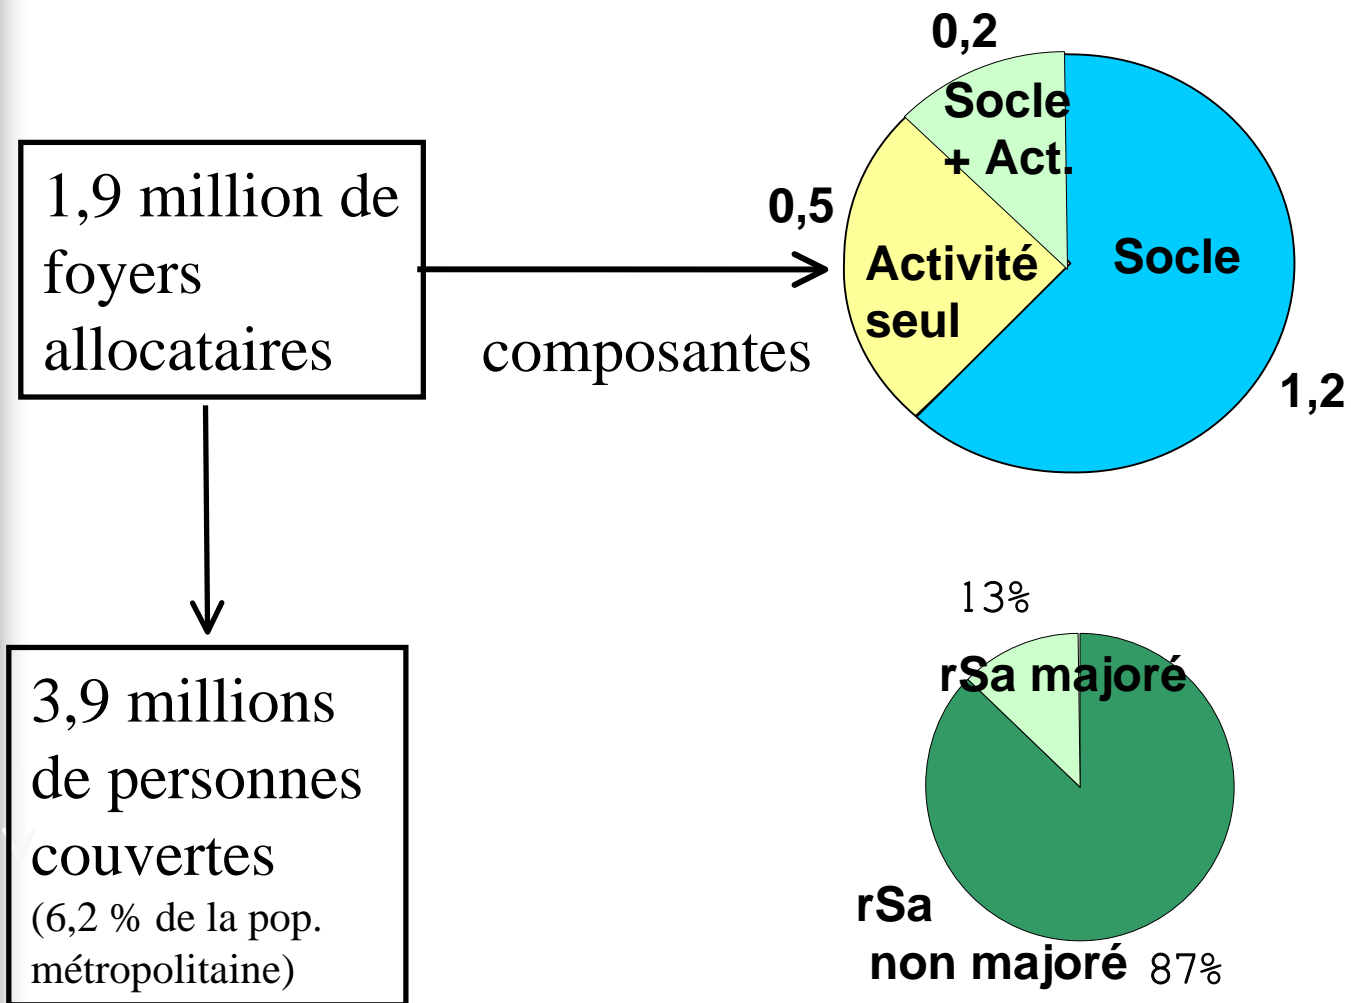 1,9 million de
foyers
allocataires
composantes
0,2
Socle
+ Act.
0,5
Activité
seul
Socle
1,2
3,9 millions
de personnes
couvertes
(6,2 % de la pop.
métropolitaine)
13%
rSa majoré
rSa
non majoré 87%